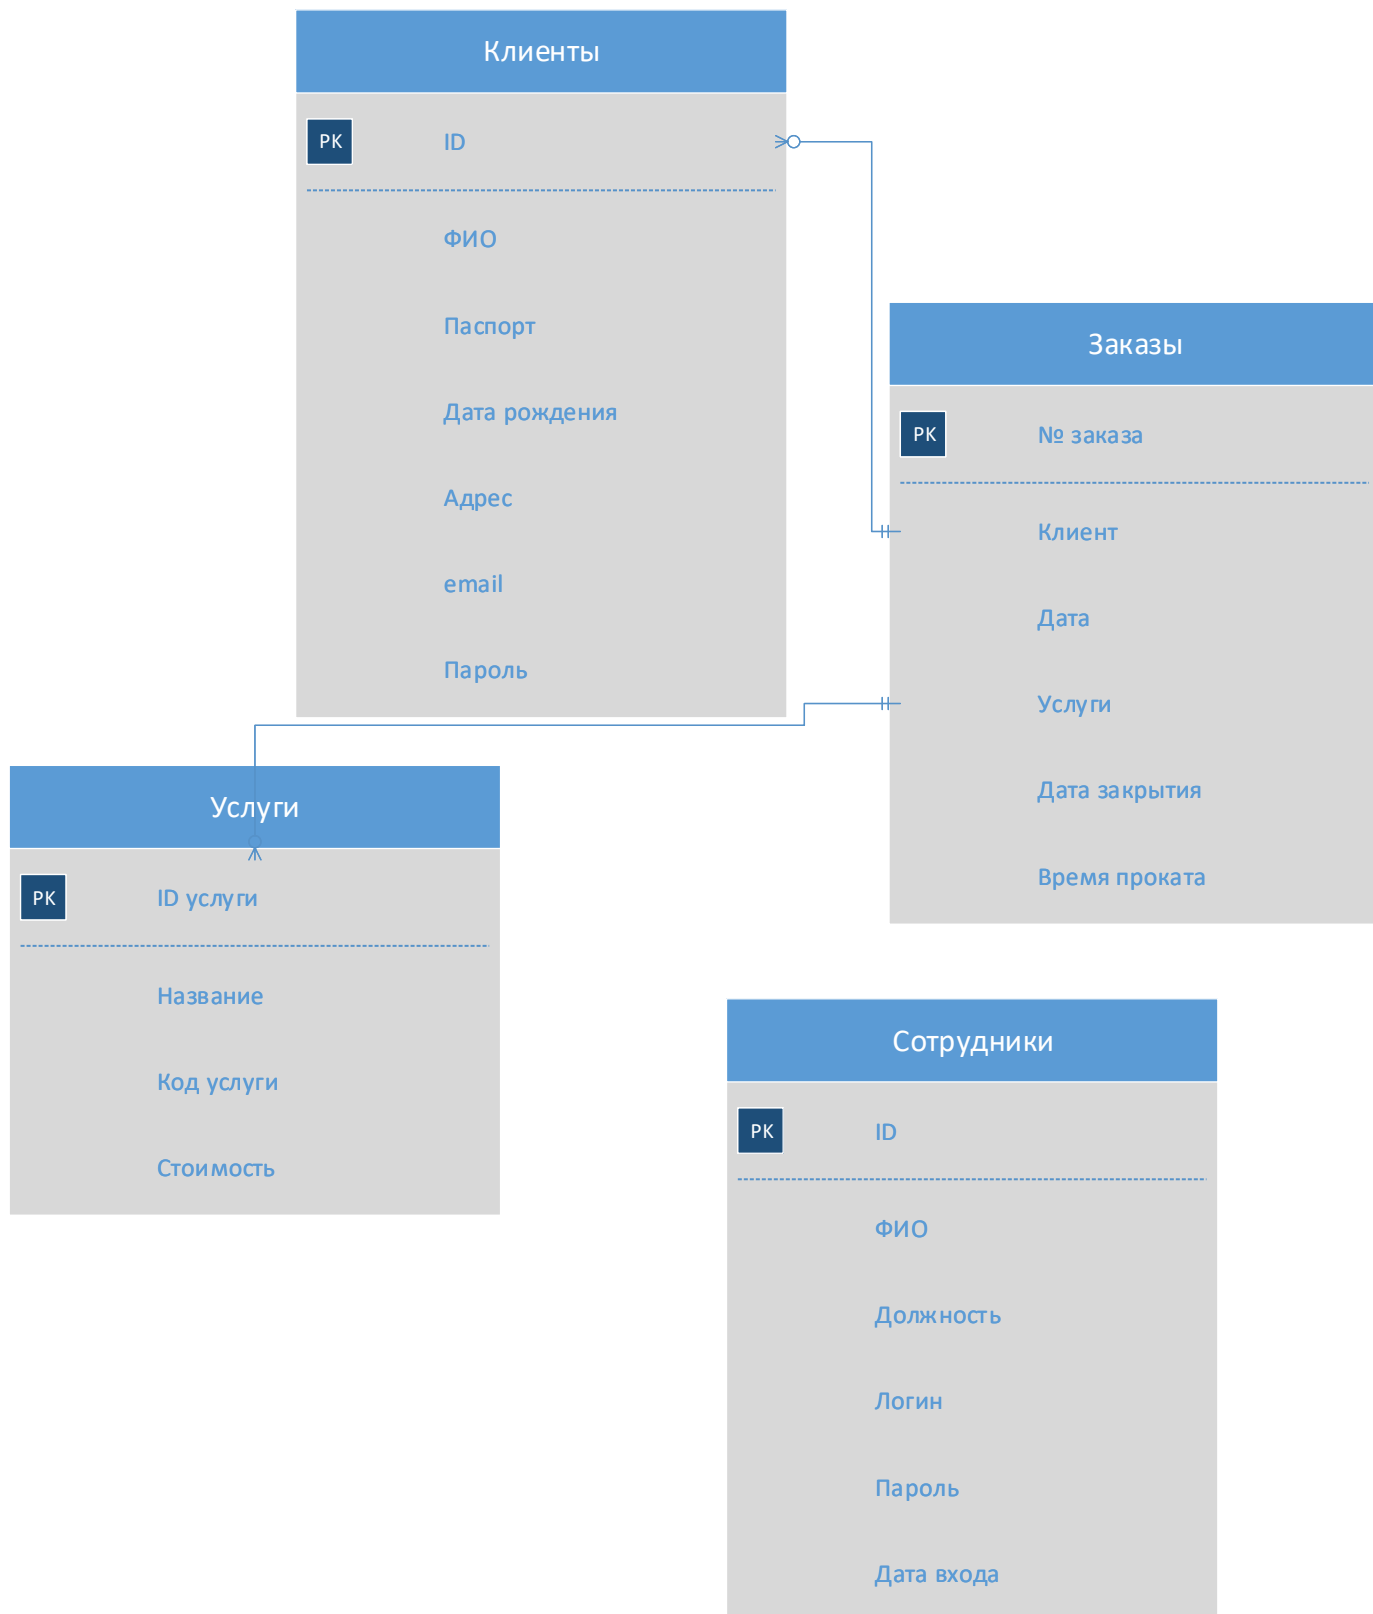 Клиенты
PK
ID
ФИО
Паспорт
Дата рождения
Адрес
email
Пароль
Заказы
PK
№ заказа
Клиент
Дата
Услуги
Дата закрытия
Время проката
Услуги
PK
ID услуги
Название
Код услуги
Стоимость
Сотрудники
PK
ID
ФИО
Должность
Логин
Пароль
Дата входа